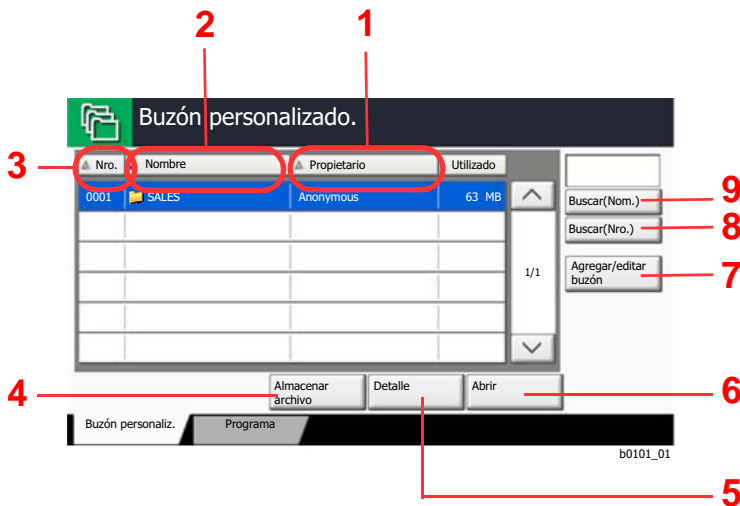 2
1
Buzón personalizado.
3
Nro.
Nombre
Propietario
Utilizado
0001
SALES
Anonymous
63 MB
Buscar(Nom.)
9
Buscar(Nro.)
8
1/1
Agregar/editar
buzón
7
4
Almacenar
archivo
Detalle
Abrir
6
Buzón personaliz.
Programa
b0101_01
5